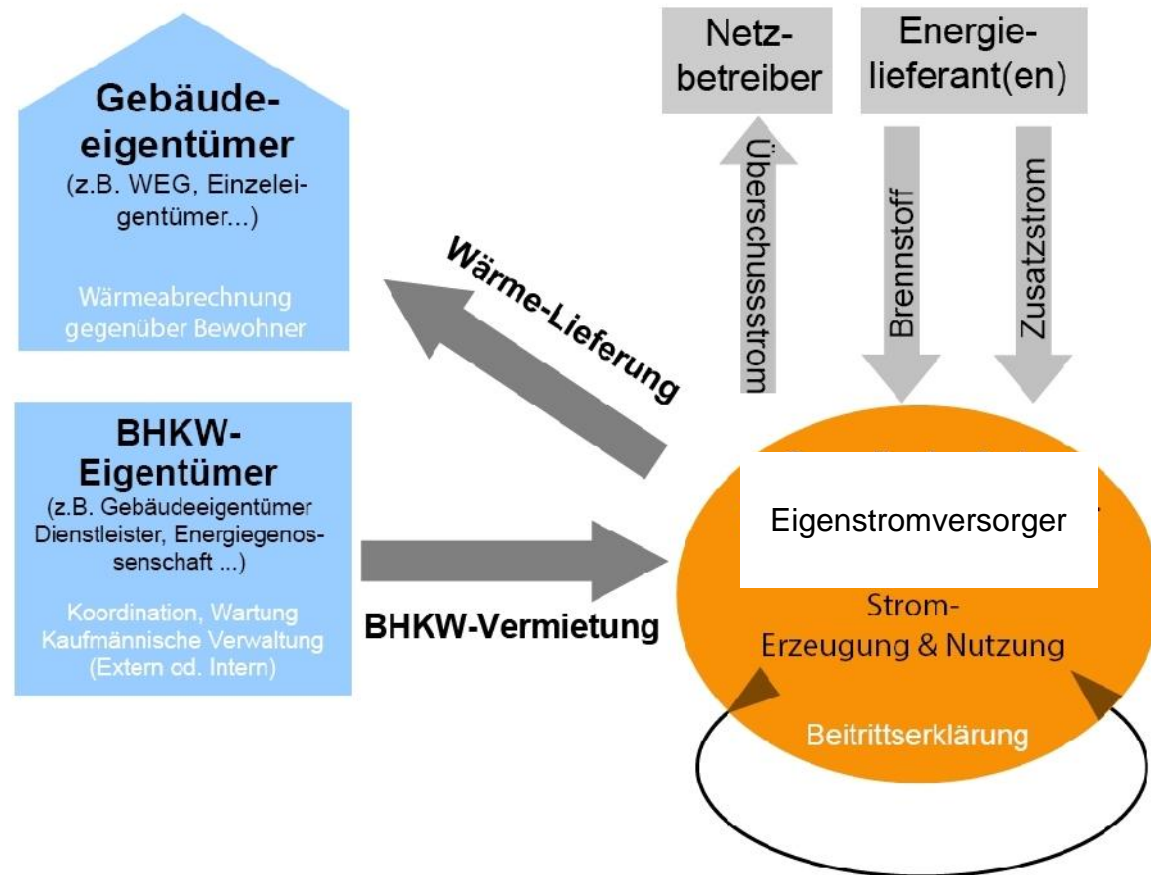 Gebäude-
eigentümer
(z.B. WEG, Einzelei-
gentümer...)
Wärmeabrechnung
gegenüber Bewohner
BHKW-
Eigentümer
(z.B. Gebäudeeigentümer
Dienstleister, Energiegenos-
senschaft ...)
Koordination, Wartung
Kaufmännische Verwaltung
(Extern od. Intern)
Wärme-Lieferung
BHKW-Vermietung
Netz-
betreiber
Energie-
lieferant(en)
Überschussstrom
Brennstoff
Zusatzstrom
Eigenstromversorger
Strom-
Erzeugung & Nutzung
Beitrittserklärung